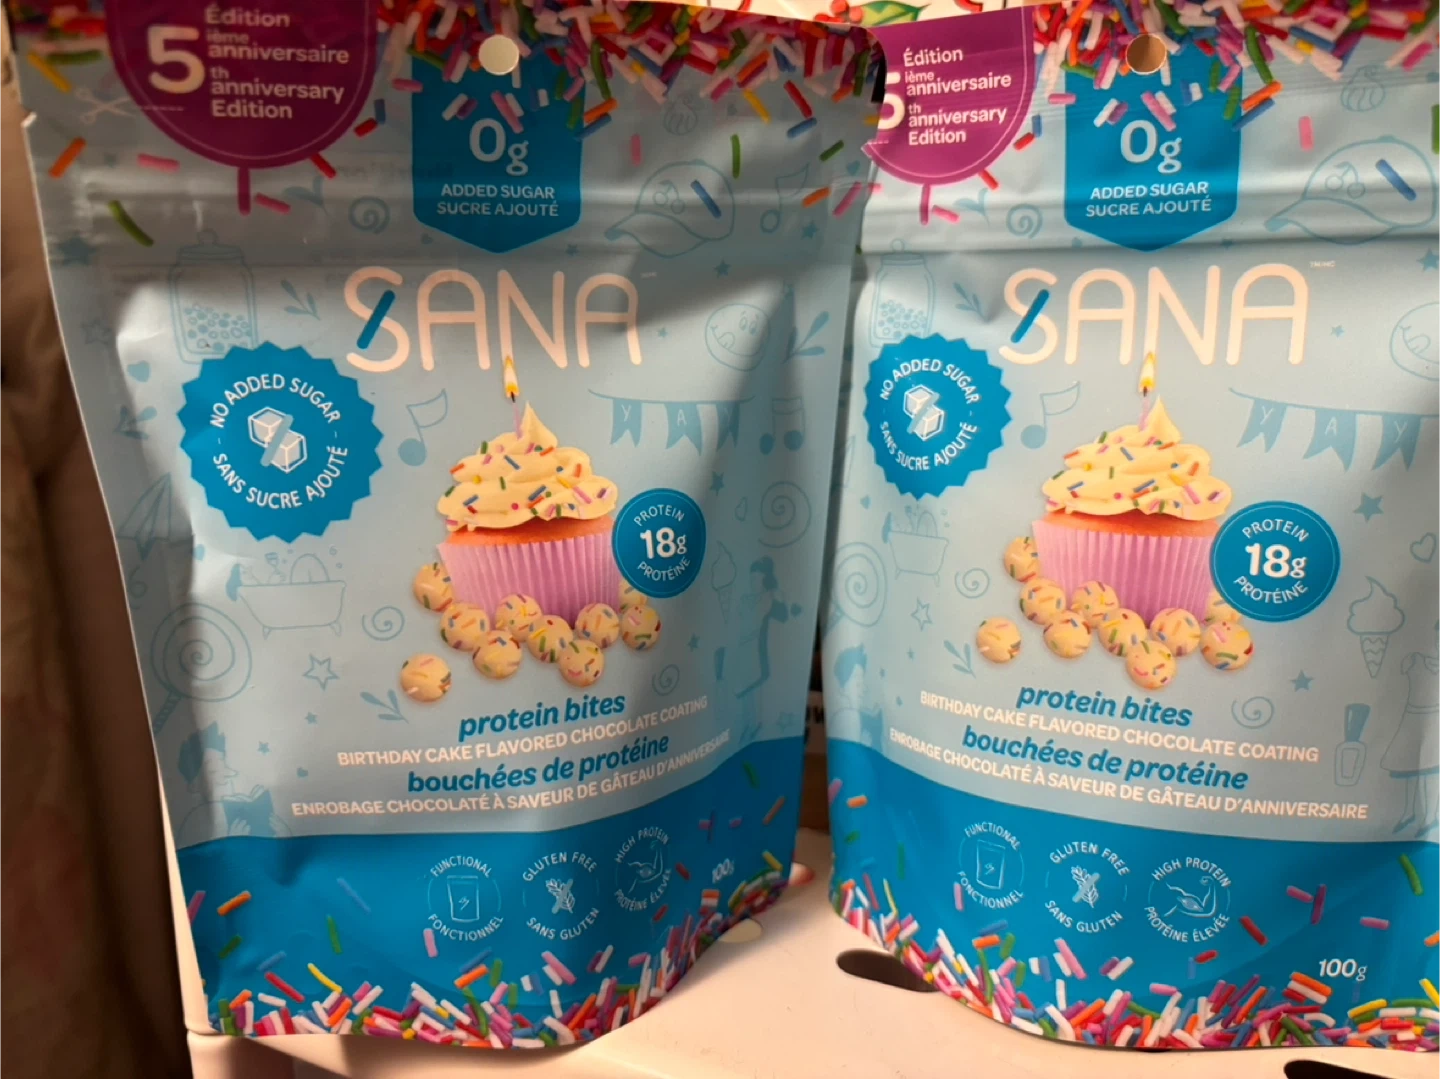 Édition
5 ième
anniversaire
th
anniversary
Edition
0g
ADDED SUGAR
SUCRE AJOUTÉ
SANA
NO ADDED SUGAR
SANS SUCRE AJOUTÉ
YAY
PROTEIN
18g
PROTÉINE
protein bites
BIRTHDAY CAKE FLAVORED CHOCOLATE COATING
bouchées de protéine
ENROBAGE CHOCOLATÉ À SAVEUR DE GÂTEAU D'ANNIVERSAIRE
FUNCTIONAL
FONCTIONNEL
GLUTEN FREE
SANS GLUTEN
HIGH PROTEIN
PROTÉINE ÉLEVÉE
100g
Édition
5 ième
anniversaire
th
anniversary
Edition
0g
ADDED SUGAR
SUCRE AJOUTÉ
SANA
NO ADDED SUGAR
SANS SUCRE AJOUTÉ
YAY
PROTEIN
18g
PROTÉINE
protein bites
BIRTHDAY CAKE FLAVORED CHOCOLATE COATING
bouchées de protéine
ENROBAGE CHOCOLATÉ À SAVEUR DE GÂTEAU D'ANNIVERSAIRE
FUNCTIONAL
FONCTIONNEL
GLUTEN FREE
SANS GLUTEN
HIGH PROTEIN
PROTÉINE ÉLEVÉE
100g